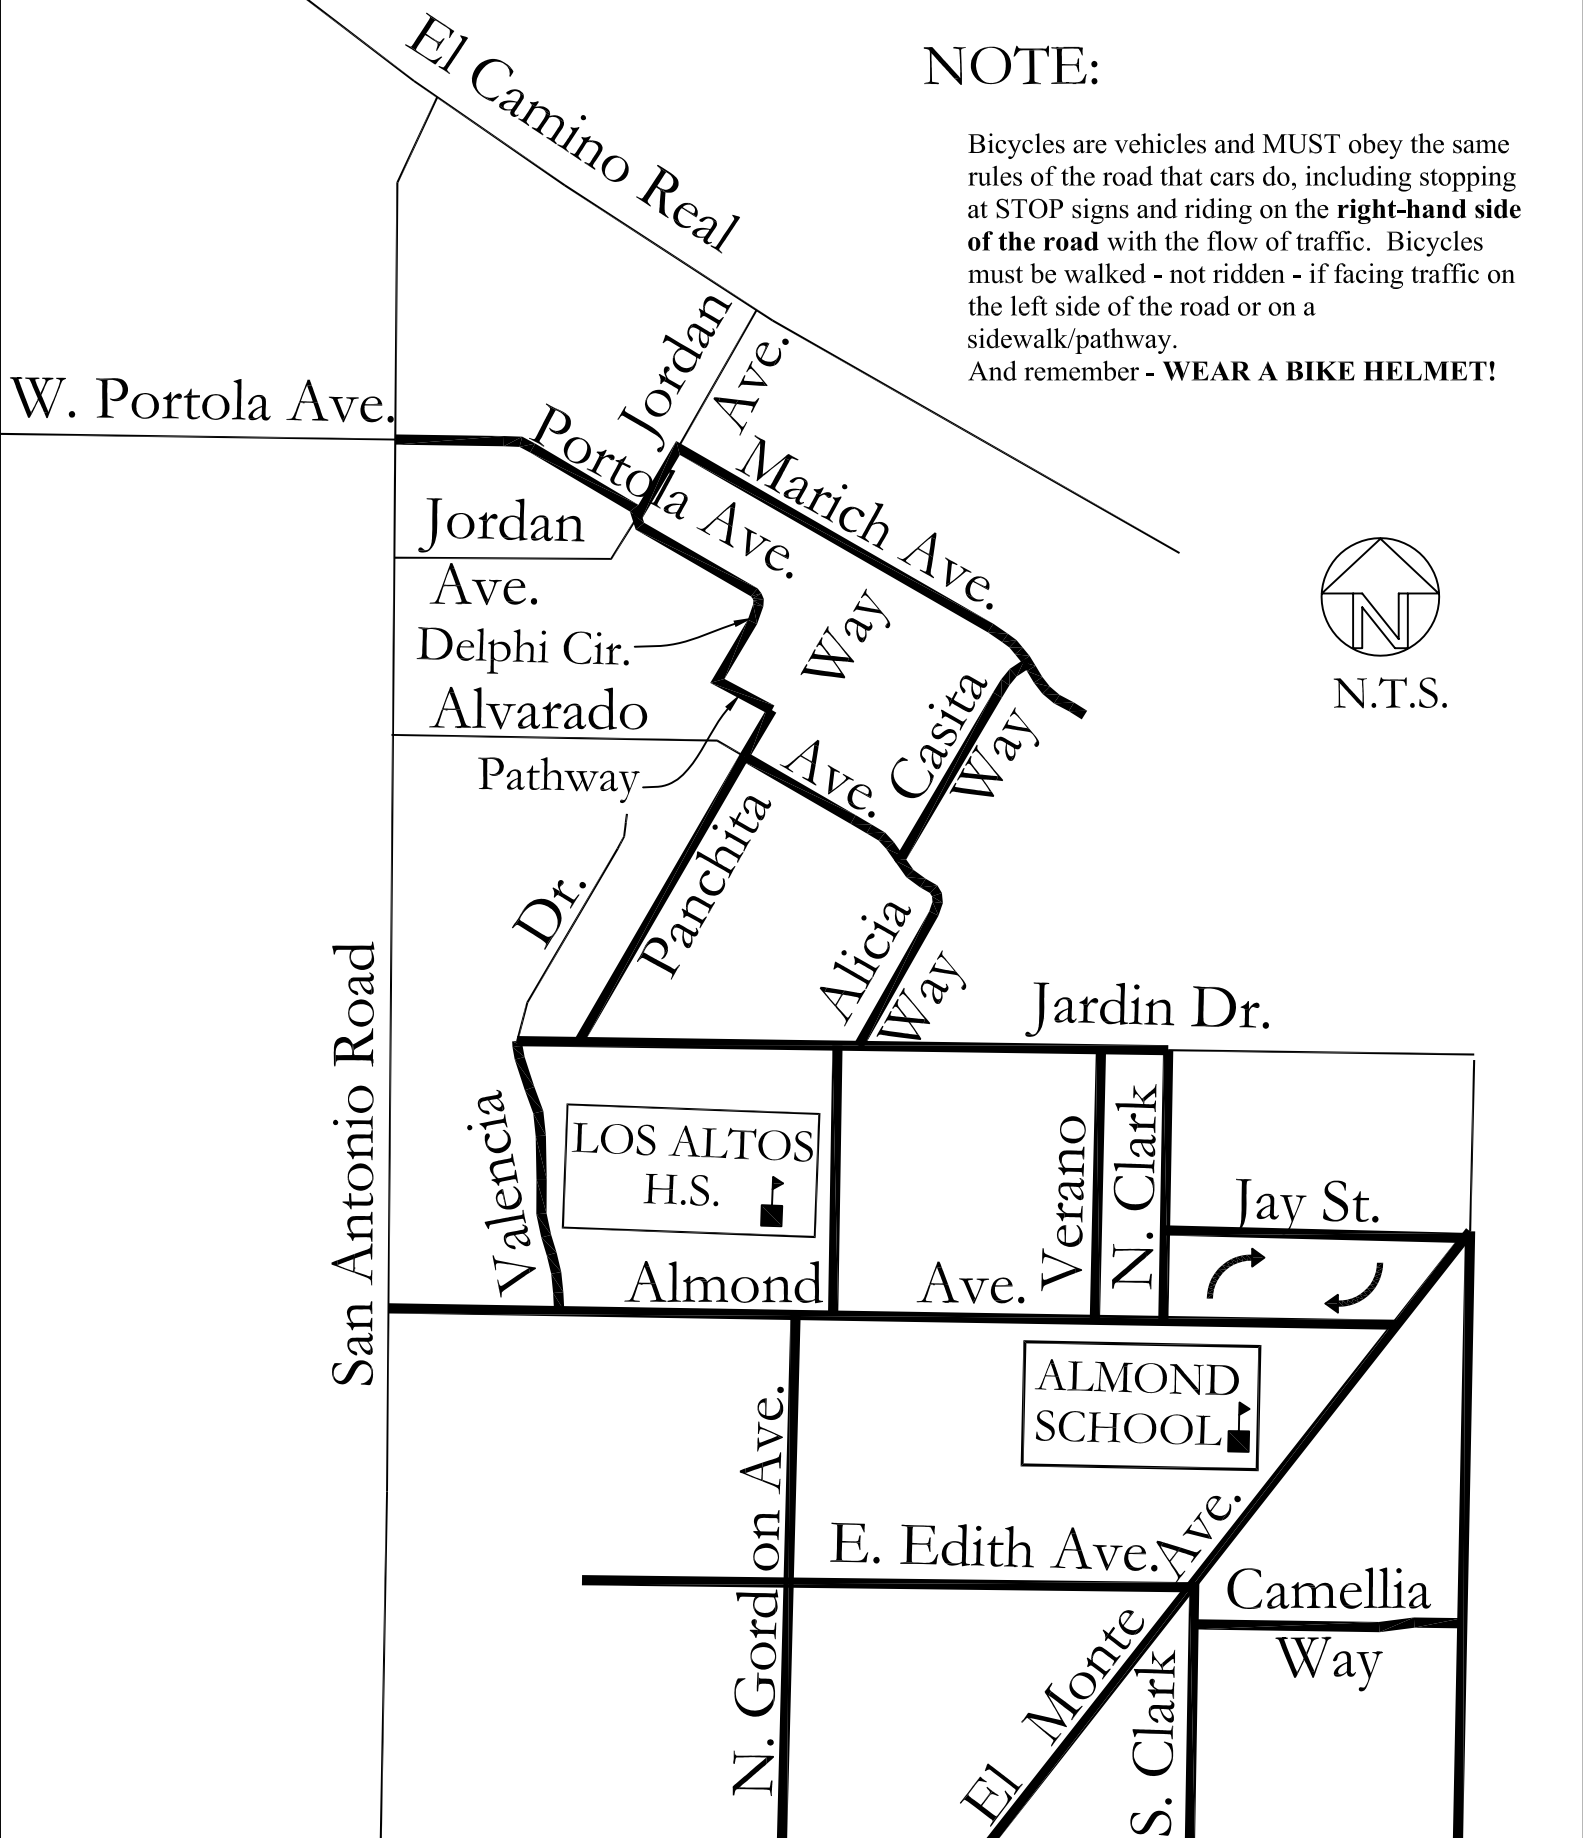 El Camino Real
NOTE:
Bicycles are vehicles and MUST obey the same
rules of the road that cars do, including stopping
at STOP signs and riding on the right-hand side
of the road with the flow of traffic.  Bicycles
must be walked - not ridden - if facing traffic on
the left side of the road or on a
sidewalk/pathway.
And remember - WEAR A BIKE HELMET!
Jordan
Ave.
W. Portola Ave.
Portola Ave.
Marich Ave.
Jordan
Ave.
Delphi Cir.
Way
Casita
Way
N
N.T.S.
Alvarado
Ave.
Pathway
Panchita
Dr.
Alicia
Way
Jardin Dr.
San Antonio Road
Valencia
LOS ALTOS
H.S.
Verano
N. Clark
Jay St.
Almond
Ave.
ALMOND
SCHOOL
N. Gordon Ave.
E. Edith Ave.
Ave.
Camellia
Way
El Monte
S. Clark